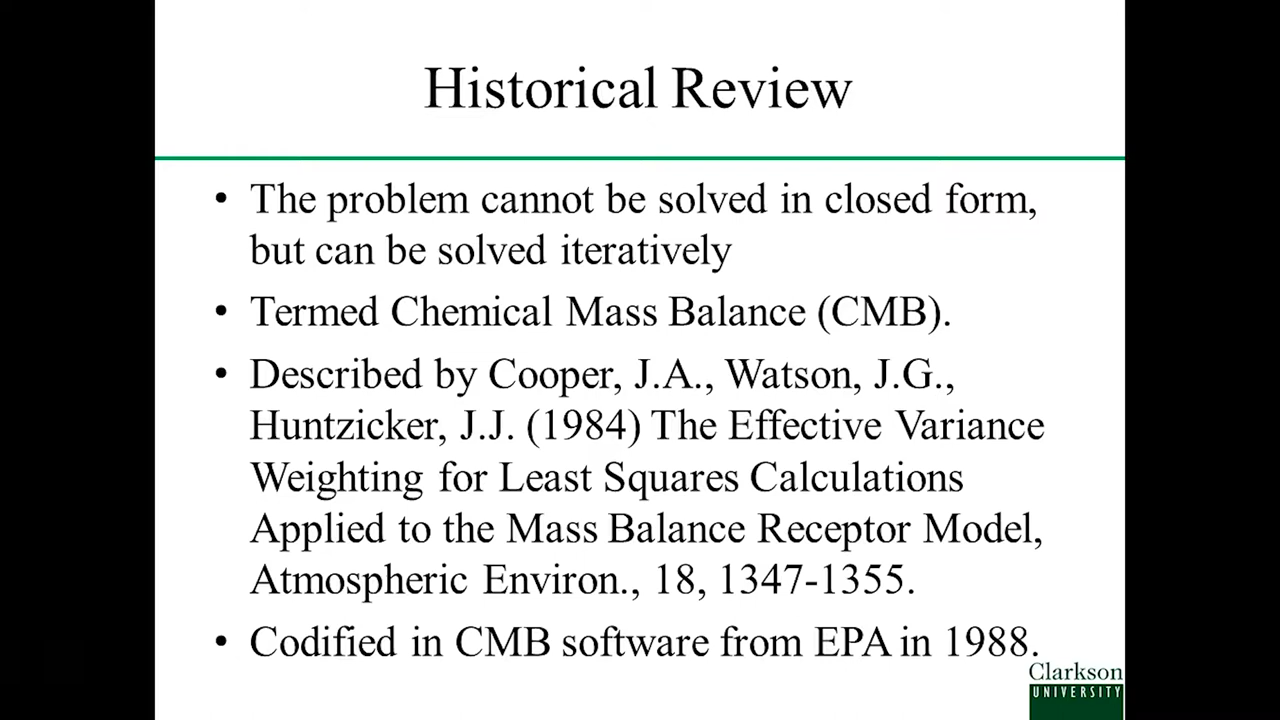 Historical Review
• The problem cannot be solved in closed form,
but can be solved iteratively
• Termed Chemical Mass Balance (CMB).
• Described by Cooper, J.A., Watson, J.G.,
Huntzicker, J.J. (1984) The Effective Variance
Weighting for Least Squares Calculations
Applied to the Mass Balance Receptor Model,
Atmospheric Environ., 18, 1347-1355.
• Codified in CMB software from EPA in 1988.
Clarkson
UNIVERSITY